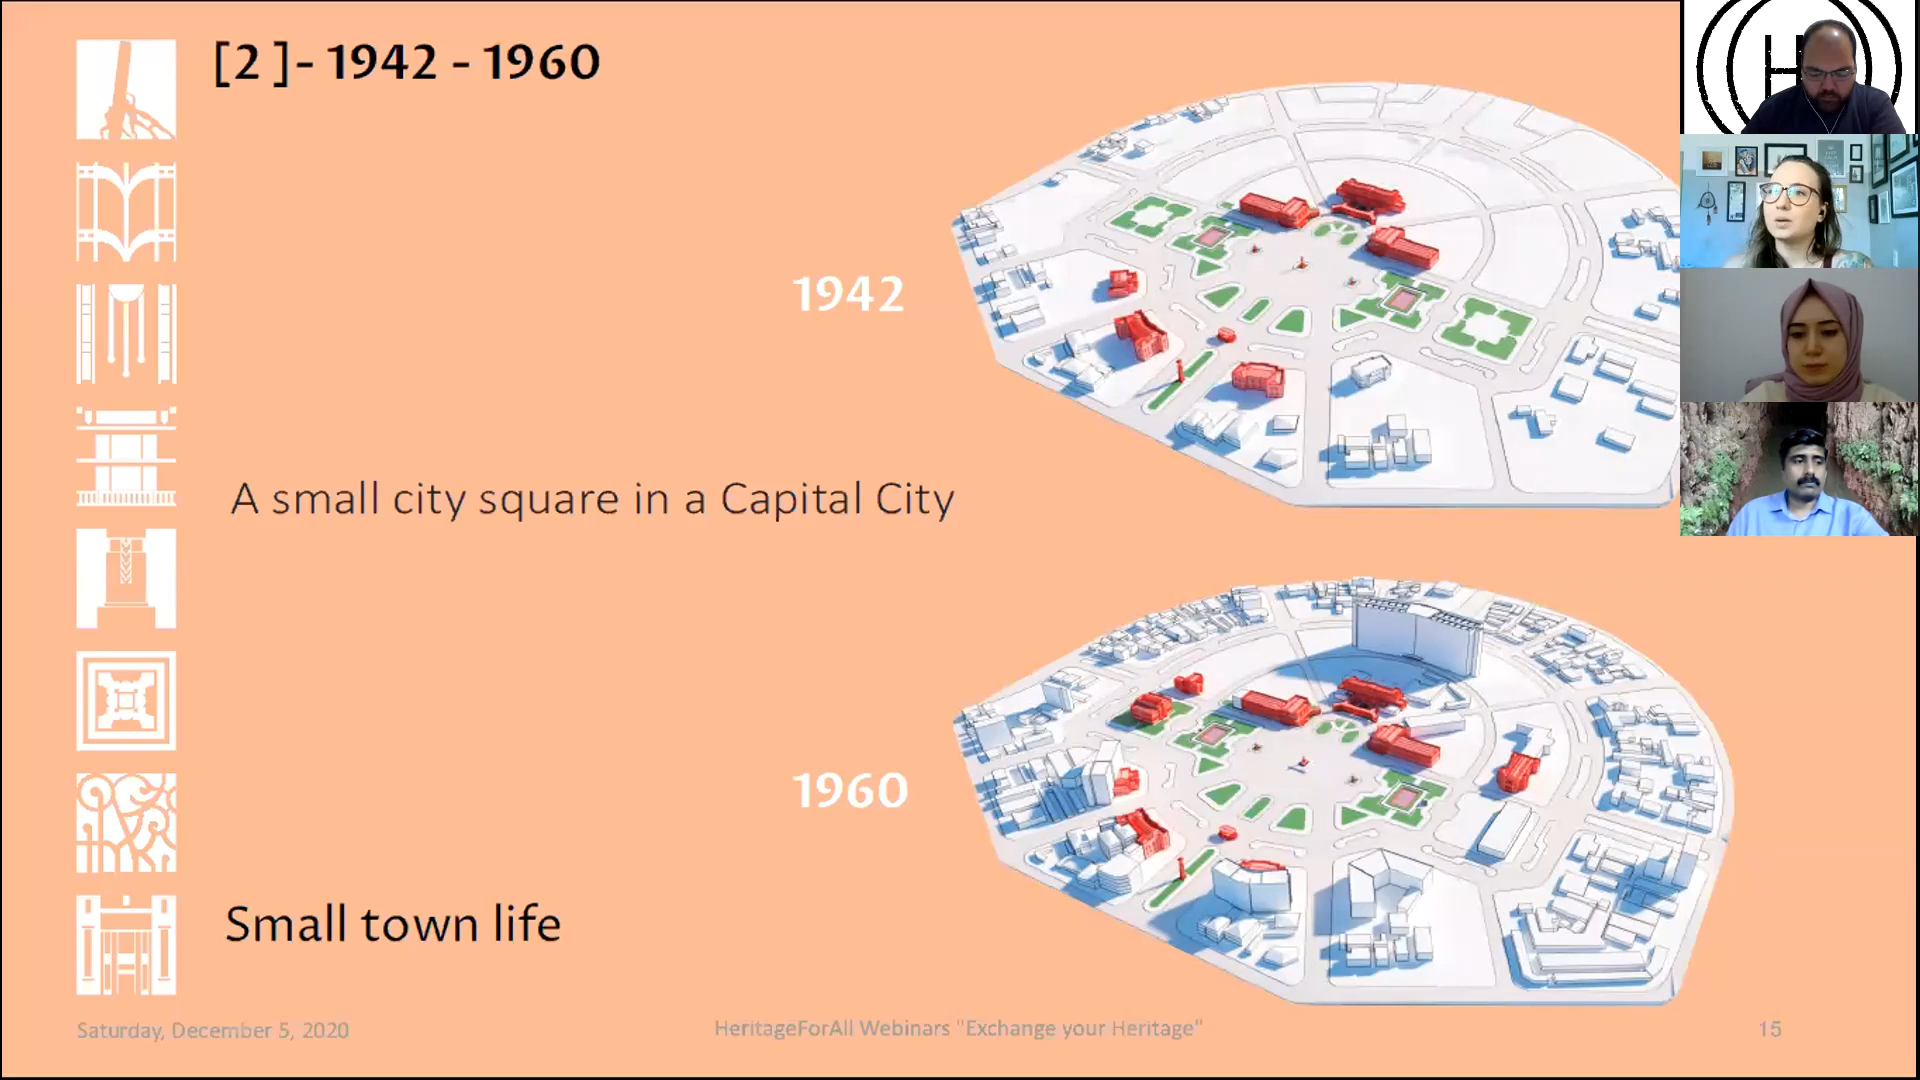 [2 ]- 1942 - 1960
1942
A small city square in a Capital City
1960
Small town life
Saturday, December 5, 2020
HeritageForAll Webinars "Exchange your Heritage"
15